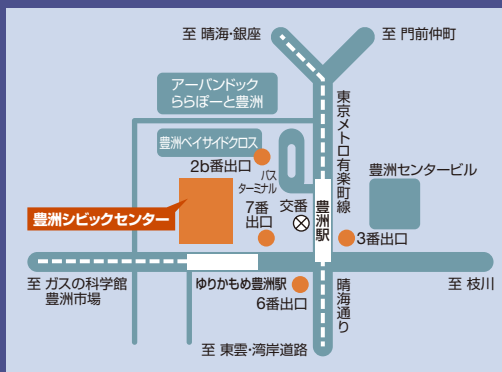 至 晴海・銀座
至 門前仲町
アーバンドック
ららぽーと豊洲
東京メトロ有楽町線
豊洲ベイサイドクロス
2b番出口
バス
ターミナル
豊洲センタービル
豊洲シビックセンター
7番
出口
交番
豊洲駅
3番出口
至 ガスの科学館
豊洲市場
ゆりかもめ豊洲駅
6番出口
晴海通り
至 枝川
至 東雲・湾岸道路